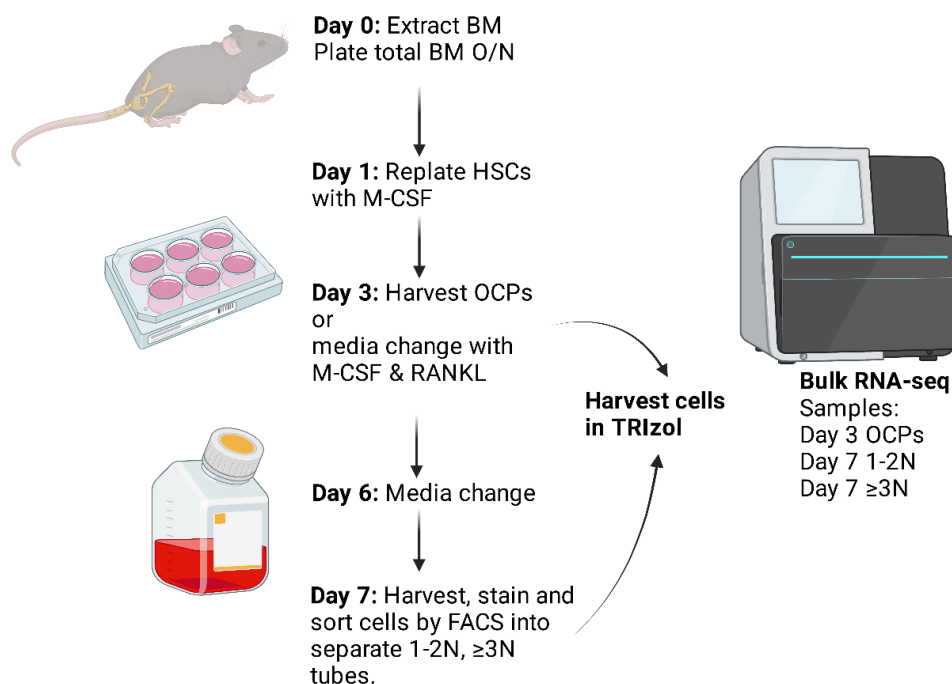 Day 0: Extract BM
Plate total BM O/N
Day 1: Replate HSCs
with M-CSF
Day 3: Harvest OCPs
or
media change with
M-CSF & RANKL
Harvest cells
in TRIzol
Day 6: Media change
Day 7: Harvest, stain and
sort cells by FACS into
separate 1-2N, ≥3N
tubes.
Bulk RNA-seq
Samples:
Day 3 OCPs
Day 7 1-2N
Day 7 ≥3N